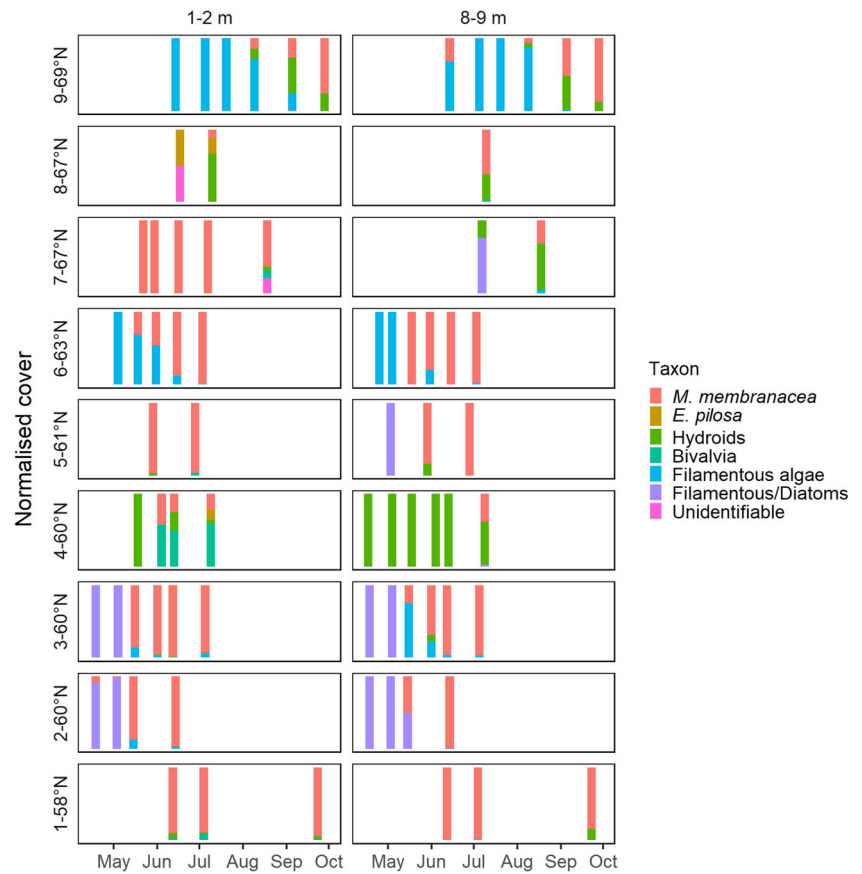 1-2 m
8-9 m
Normalised cover
9-69°N
8-67°N
7-67°N
6-63°N
5-61°N
4-60°N
3-60°N
2-60°N
1-58°N
May Jun Jul Aug Sep Oct
May Jun Jul Aug Sep Oct
Taxon
M. membranacea
E. pilosa
Hydroids
Bivalvia
Filamentous algae
Filamentous/Diatoms
Unidentifiable